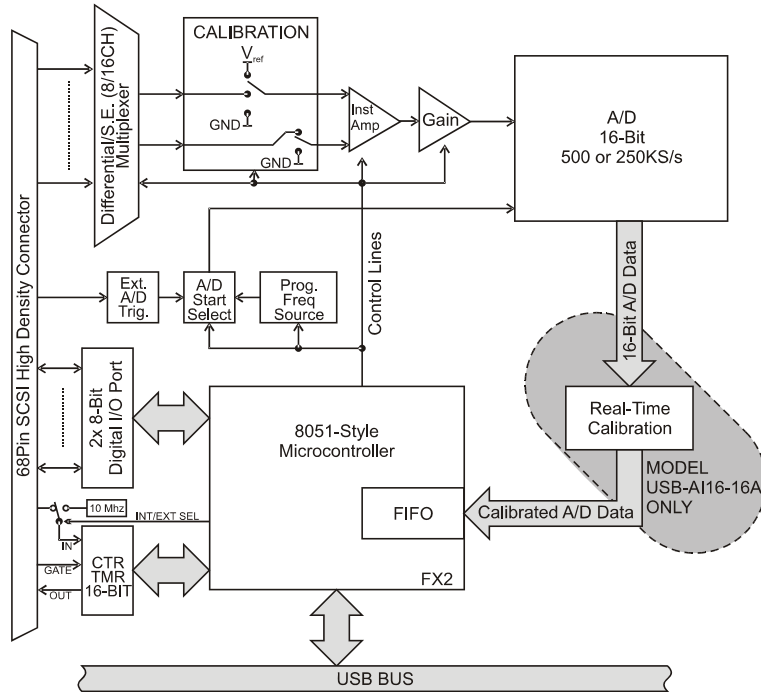 68Pin SCSI High Density Connector
Differential/S.E. (8/16CH)
Multiplexer
CALIBRATION
Vref
GND
GND
Inst
Amp
Gain
A/D
16-Bit
500 or 250KS/s
Control Lines
16-Bit A/D Data
Ext.
A/D
Trig.
A/D
Start
Select
Prog.
Freq
Source
2x 8-Bit
Digital I/O Port
8051-Style
Microcontroller
Real-Time
Calibration
MODEL
USB-AI16-16A
ONLY
Calibrated A/D Data
FIFO
FX2
10 Mhz
INT/EXT SEL
IN
GATE
OUT
CTR
TMR
16-BIT
USB BUS